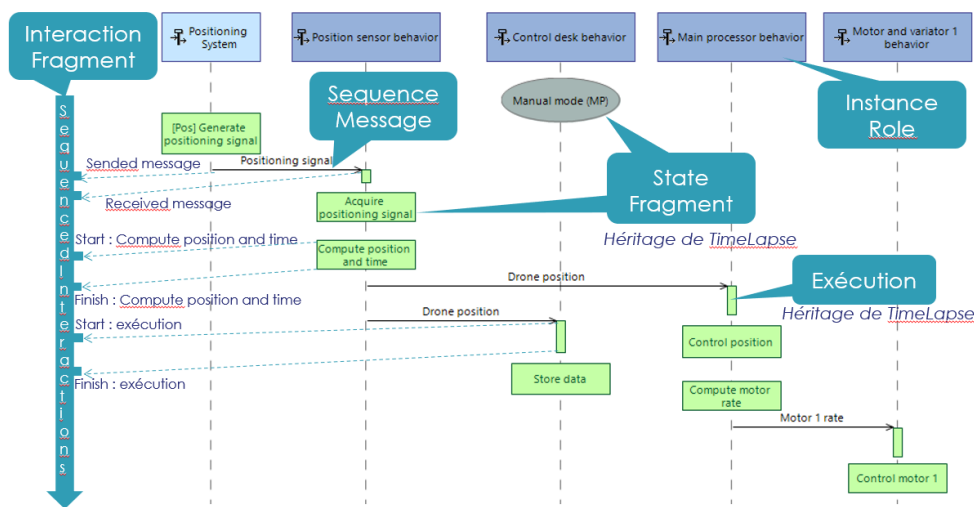 Interaction
Fragment
Positioning
System
Position sensor behavior
Control desk behavior
Main processor behavior
Motor and variator 1
behavior
Sequence
Message
Manual mode (MP)
Instance
Role
[Pos] Generate
positioning signal
Sended message
Positioning signal
Received message
State
Fragment
Acquire
positioning signal
Héritage de TimeLapse
Start : Compute position and time
Compute position
and time
Drone position
Exécution
Héritage de TimeLapse
Finish : Compute position and time
Start : exécution
Drone position
Control position
Finish : exécution
Store data
Compute motor
rate
Motor 1 rate
Control motor 1
SequencedInteractions